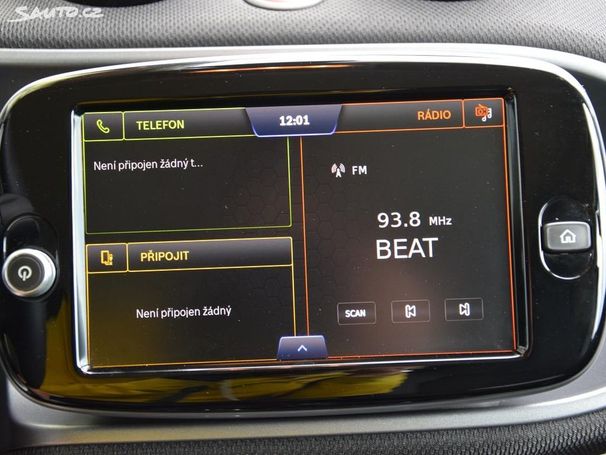 Sauto.cz
TELEFON
12:01
RÁDIO
Není připojen žádný t...
FM
93.8 MHz
BEAT
PŘIPOJIT
Není připojen žádný
SCAN